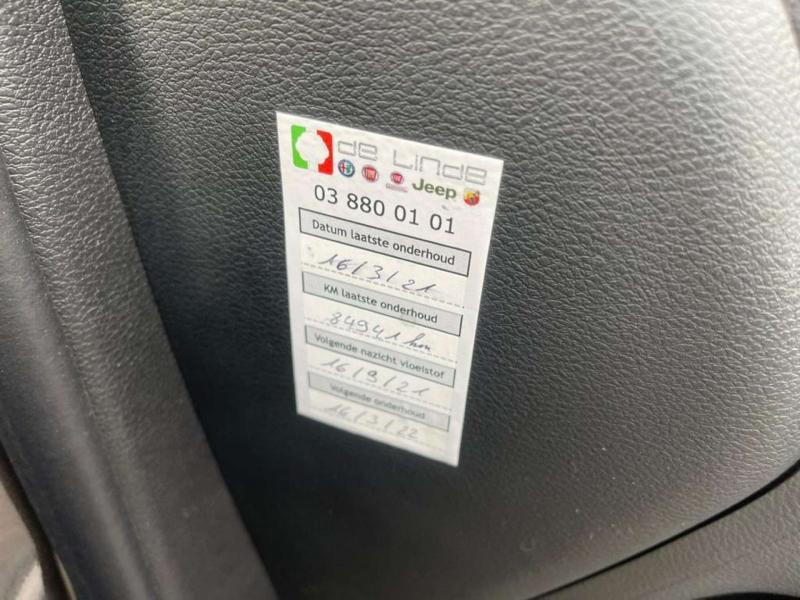 de Linde
Jeep
03 880 01 01
Datum laatste onderhoud
16/3/21
KM laatste onderhoud
84941 km
Volgende nazicht vloeistof
16/9/21
Volgende onderhoud
16/3/22